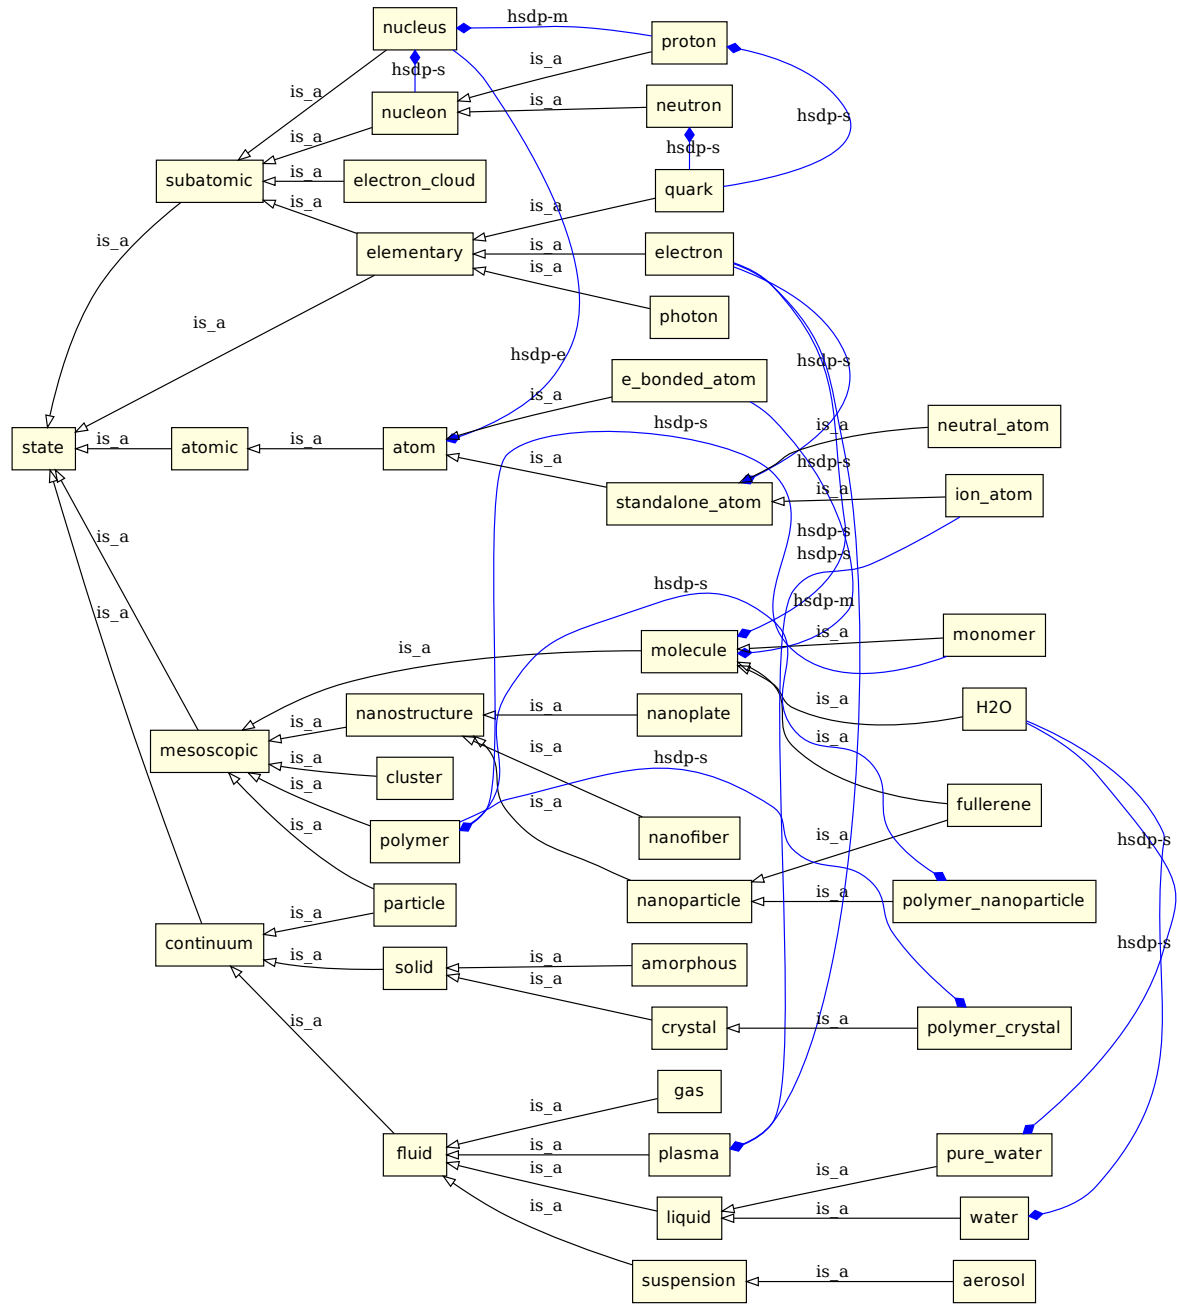 nucleus
hsdp-m
proton
is_a
hsdp-s
is_a
nucleon
is_a
neutron
hsdp-s
is_a
hsdp-s
subatomic
is_a
electron_cloud
is_a
quark
is_a
is_a
elementary
is_a
electron
is_a
photon
is_a
hsdp-e
hsdp-s
e_bonded_atom
is_a
hsdp-s
is_a
neutral_atom
state
is_a
atomic
is_a
atom
is_a
hsdp-s
is_a
ion_atom
standalone_atom
is_a
hsdp-s
hsdp-s
hsdp-s
hsdp-m
is_a
is_a
monomer
is_a
molecule
is_a
H2O
nanostructure
is_a
nanoplate
is_a
is_a
is_a
mesoscopic
is_a
cluster
hsdp-s
is_a
fullerene
is_a
polymer
is_a
nanofiber
is_a
hsdp-s
is_a
particle
nanoparticle
is_a
polymer_nanoparticle
is_a
continuum
hsdp-s
is_a
solid
is_a
amorphous
is_a
is_a
crystal
is_a
polymer_crystal
gas
is_a
fluid
is_a
plasma
pure_water
is_a
is_a
liquid
is_a
water
is_a
suspension
is_a
aerosol